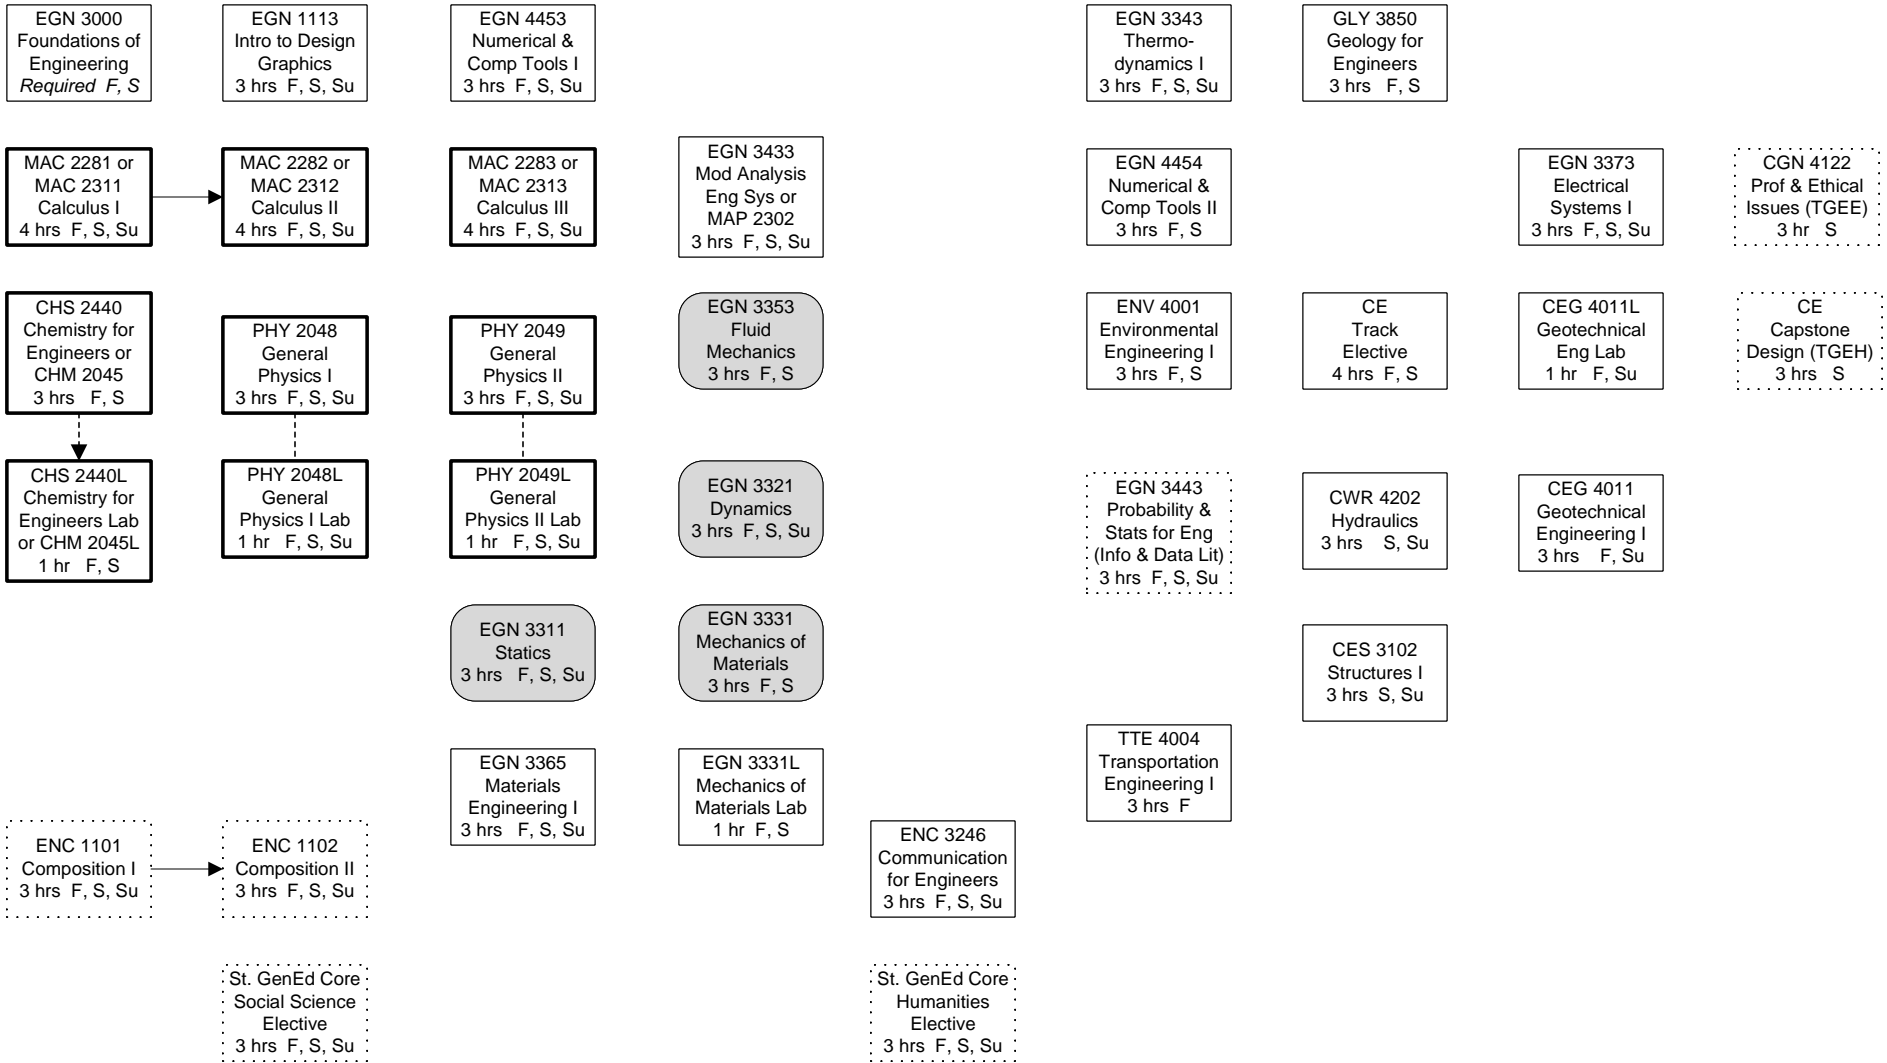 EGN 3000
Foundations of
Engineering
Required F, S
EGN 1113
Intro to Design
Graphics
3 hrs F, S, Su
EGN 4453
Numerical &
Comp Tools I
3 hrs F, S, Su
EGN 3343
Thermo-
dynamics I
3 hrs F, S, Su
GLY 3850
Geology for
Engineers
3 hrs F, S
MAC 2281 or
MAC 2311
Calculus I
4 hrs F, S, Su
MAC 2282 or
MAC 2312
Calculus II
4 hrs F, S, Su
MAC 2283 or
MAC 2313
Calculus III
4 hrs F, S, Su
EGN 3433
Mod Analysis
Eng Sys or
MAP 2302
3 hrs F, S, Su
EGN 4454
Numerical &
Comp Tools II
3 hrs F, S
EGN 3373
Electrical
Systems I
3 hrs F, S, Su
CGN 4122
Prof & Ethical
Issues (TGEE)
3 hr S
CHS 2440
Chemistry for
Engineers or
CHM 2045
3 hrs F, S
PHY 2048
General
Physics I
3 hrs F, S, Su
PHY 2049
General
Physics II
3 hrs F, S, Su
EGN 3353
Fluid
Mechanics
3 hrs F, S
ENV 4001
Environmental
Engineering I
3 hrs F, S
CE
Track
Elective
4 hrs F, S
CEG 4011L
Geotechnical
Eng Lab
1 hr F, Su
CE
Capstone
Design (TGEH)
3 hrs S
CHS 2440L
Chemistry for
Engineers Lab
or CHM 2045L
1 hr F, S
PHY 2048L
General
Physics I Lab
1 hr F, S, Su
PHY 2049L
General
Physics II Lab
1 hr F, S, Su
EGN 3321
Dynamics
3 hrs F, S, Su
EGN 3443
Probability &
Stats for Eng
(Info & Data Lit)
3 hrs F, S, Su
CWR 4202
Hydraulics
3 hrs S, Su
CEG 4011
Geotechnical
Engineering I
3 hrs F, Su
EGN 3311
Statics
3 hrs F, S, Su
EGN 3331
Mechanics of
Materials
3 hrs F, S
CES 3102
Structures I
3 hrs S, Su
EGN 3365
Materials
Engineering I
3 hrs F, S, Su
EGN 3331L
Mechanics of
Materials Lab
1 hr F, S
TTE 4004
Transportation
Engineering I
3 hrs F
ENC 1101
Composition I
3 hrs F, S, Su
ENC 1102
Composition II
3 hrs F, S, Su
ENC 3246
Communication
for Engineers
3 hrs F, S, Su
St. GenEd Core
Social Science
Elective
3 hrs F, S, Su
St. GenEd Core
Humanities
Elective
3 hrs F, S, Su